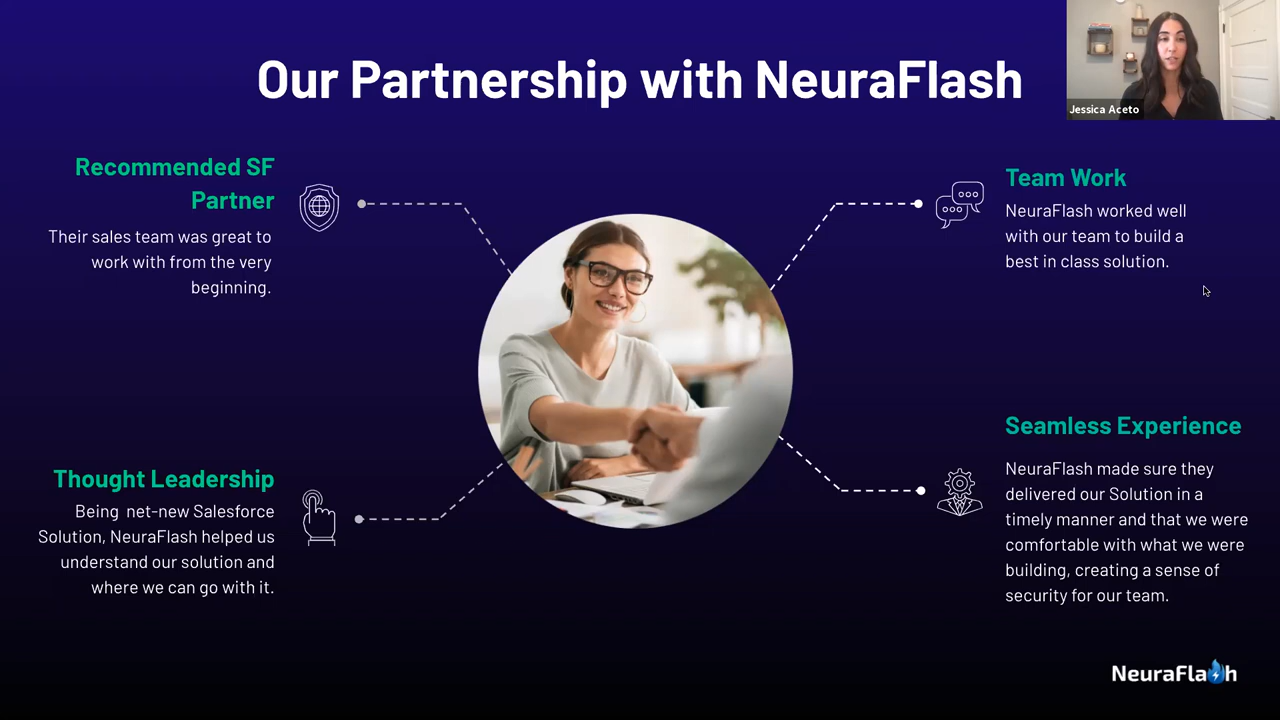 Our Partnership with NeuraFlash
Jessica Aceto
Recommended SF
Partner
Their sales team was great to
work with from the very
beginning.
Team Work
NeuraFlash worked well
with our team to build a
best in class solution.
Thought Leadership
Being net-new Salesforce
Solution, NeuraFlash helped us
understand our solution and
where we can go with it.
Seamless Experience
NeuraFlash made sure they
delivered our Solution in a
timely manner and that we were
comfortable with what we were
building, creating a sense of
security for our team.
NeuraFlash